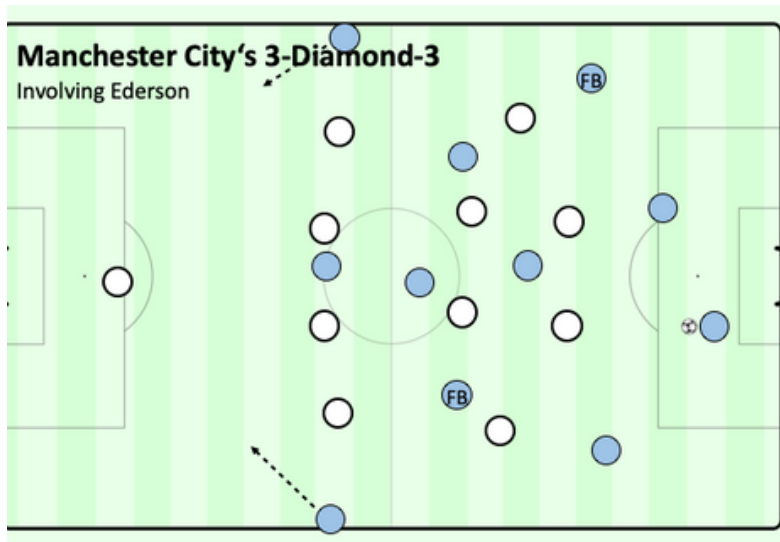 Manchester City‘s 3-Diamond-3
Involving Ederson
FB
FB